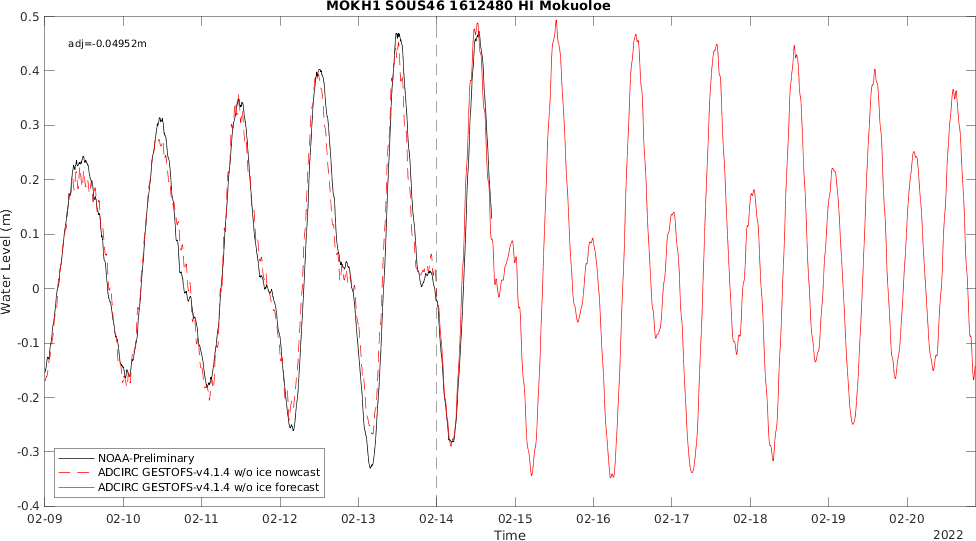 MOKH1 SOUS46 1612480 HI Mokuoloe
adj=-0.04952m
0.5
0.4
0.3
0.2
0.1
0
-0.1
-0.2
-0.3
-0.4
Water Level (m)
NOAA-Preliminary
ADCIRC GESTOFS-v4.1.4 w/o ice nowcast
ADCIRC GESTOFS-v4.1.4 w/o ice forecast
02-09 02-10 02-11 02-12 02-13 02-14 02-15 02-16 02-17 02-18 02-19 02-20
Time
2022